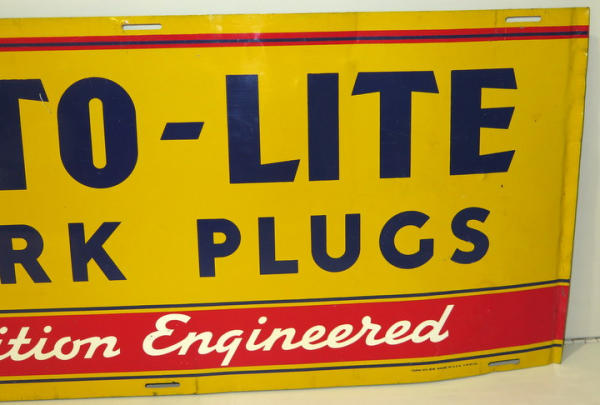 TO-LITE
RK PLUGS
ition Engineered